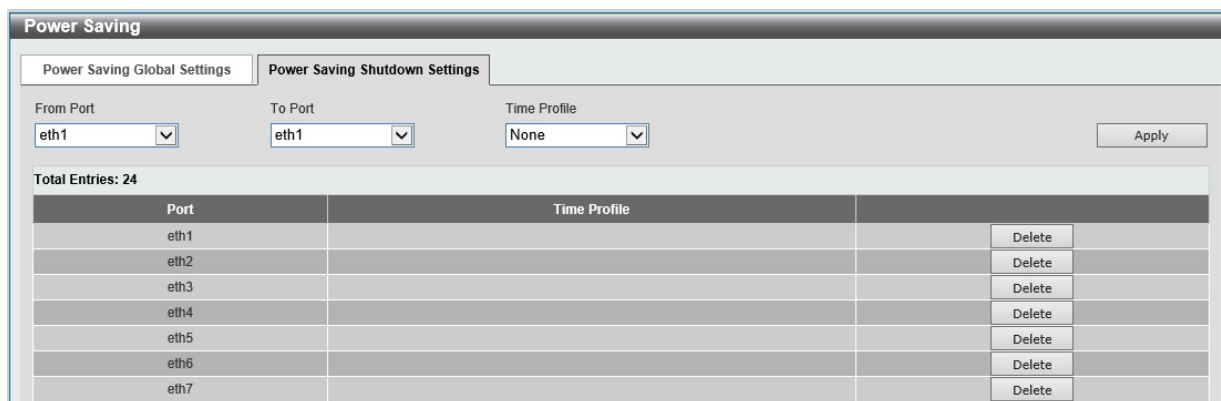 Power Saving
Power Saving Global Settings Power Saving Shutdown Settings
From Port To Port Time Profile
eth1 eth1 None Apply
Total Entries: 24
Port Time Profile
eth1 Delete
eth2 Delete
eth3 Delete
eth4 Delete
eth5 Delete
eth6 Delete
eth7 Delete